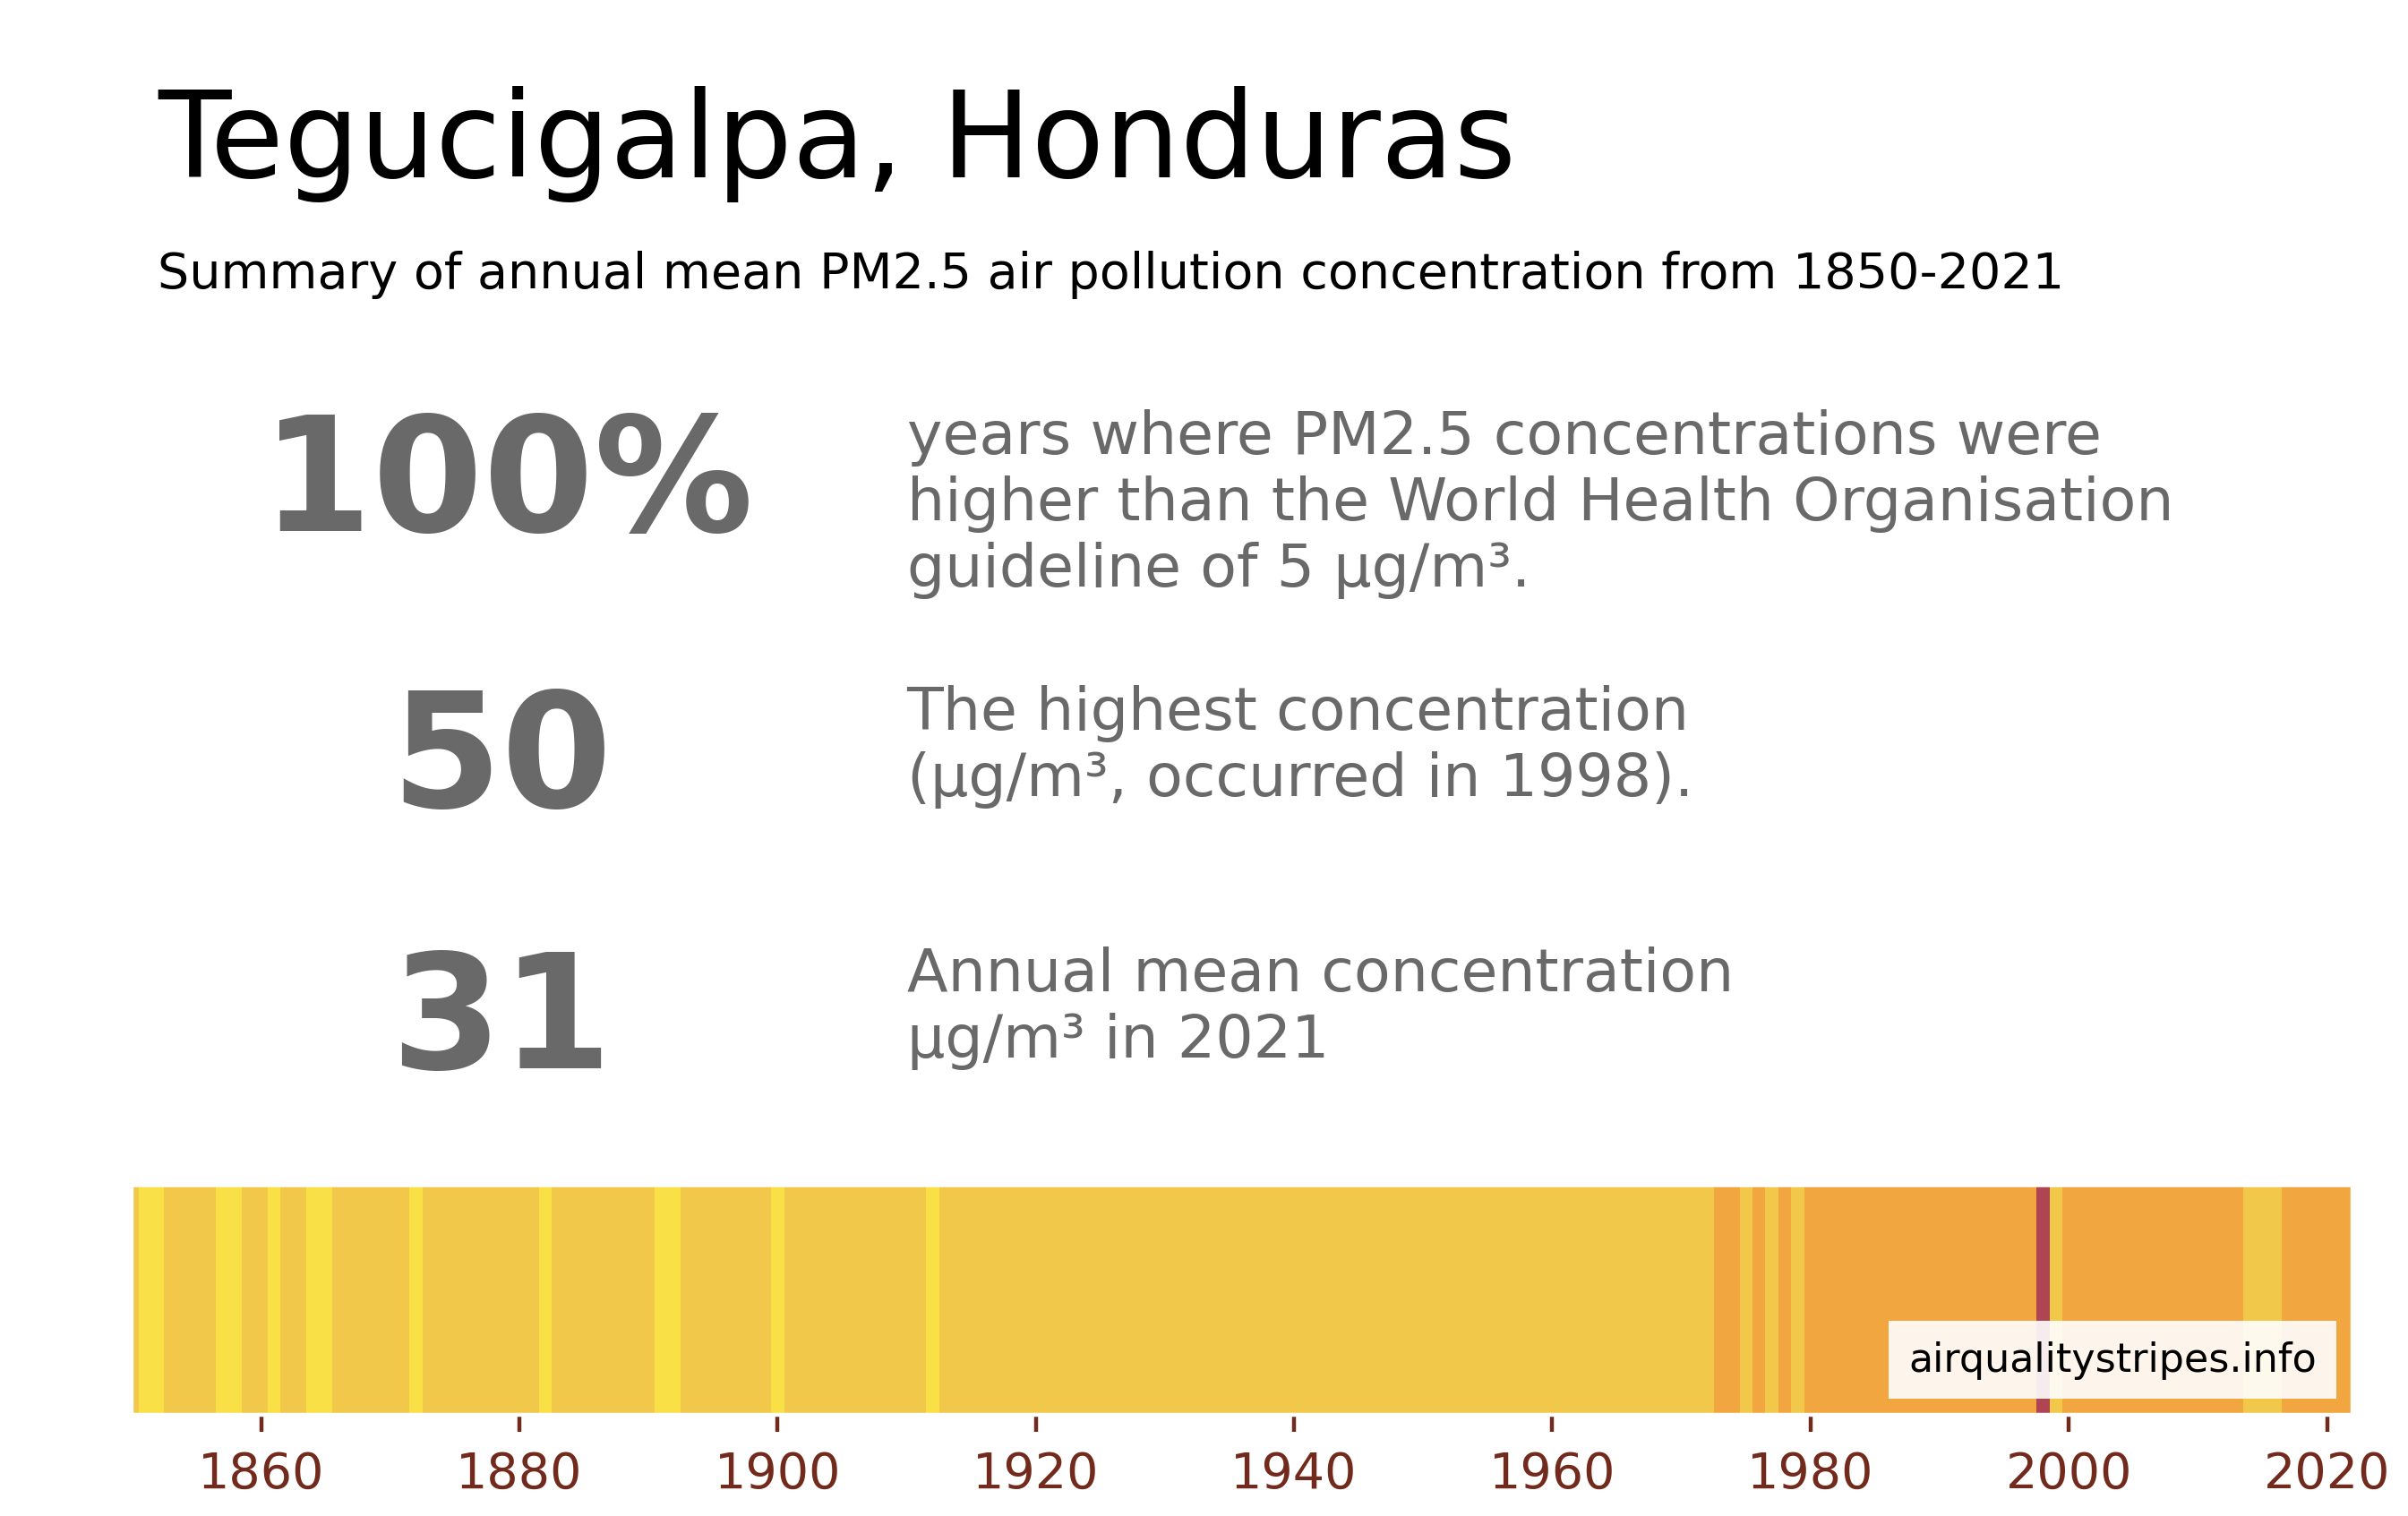 Tegucigalpa, Honduras
Summary of annual mean PM2.5 air pollution concentration from 1850-2021
100%
years where PM2.5 concentrations were
higher than the World Health Organisation
guideline of 5 µg/m³.
50
The highest concentration
(µg/m³, occurred in 1998).
31
Annual mean concentration
µg/m³ in 2021
airqualitystripes.info
1860 1880 1900 1920 1940 1960 1980 2000 2020